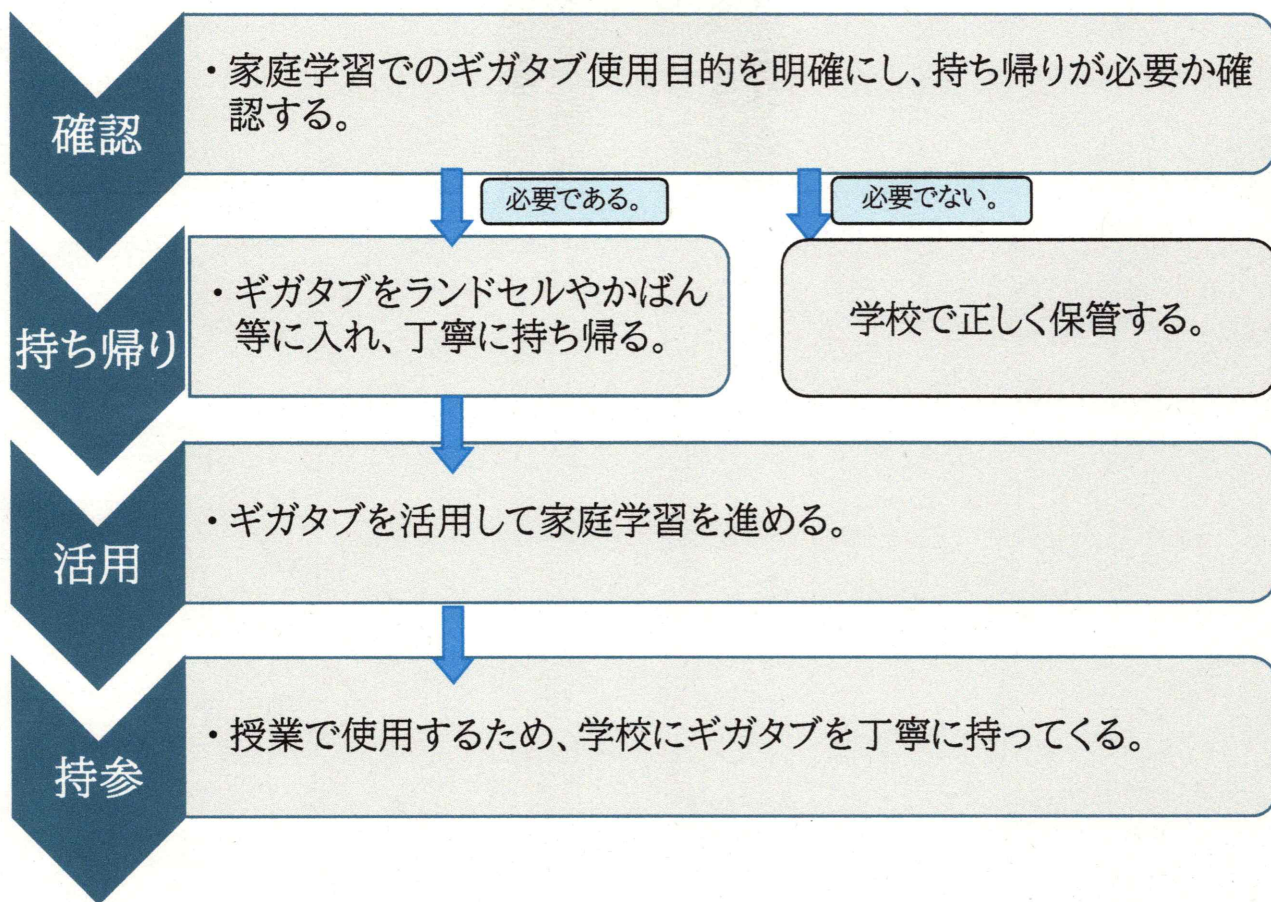 確認
・家庭学習でのギガタブ使用目的を明確にし、持ち帰りが必要か確
認する。
必要である。
必要でない。
持ち帰り
・ギガタブをランドセルやかばん
等に入れ、丁寧に持ち帰る。
学校で正しく保管する。
活用
・ギガタブを活用して家庭学習を進める。
持参
・授業で使用するため、学校にギガタブを丁寧に持ってくる。